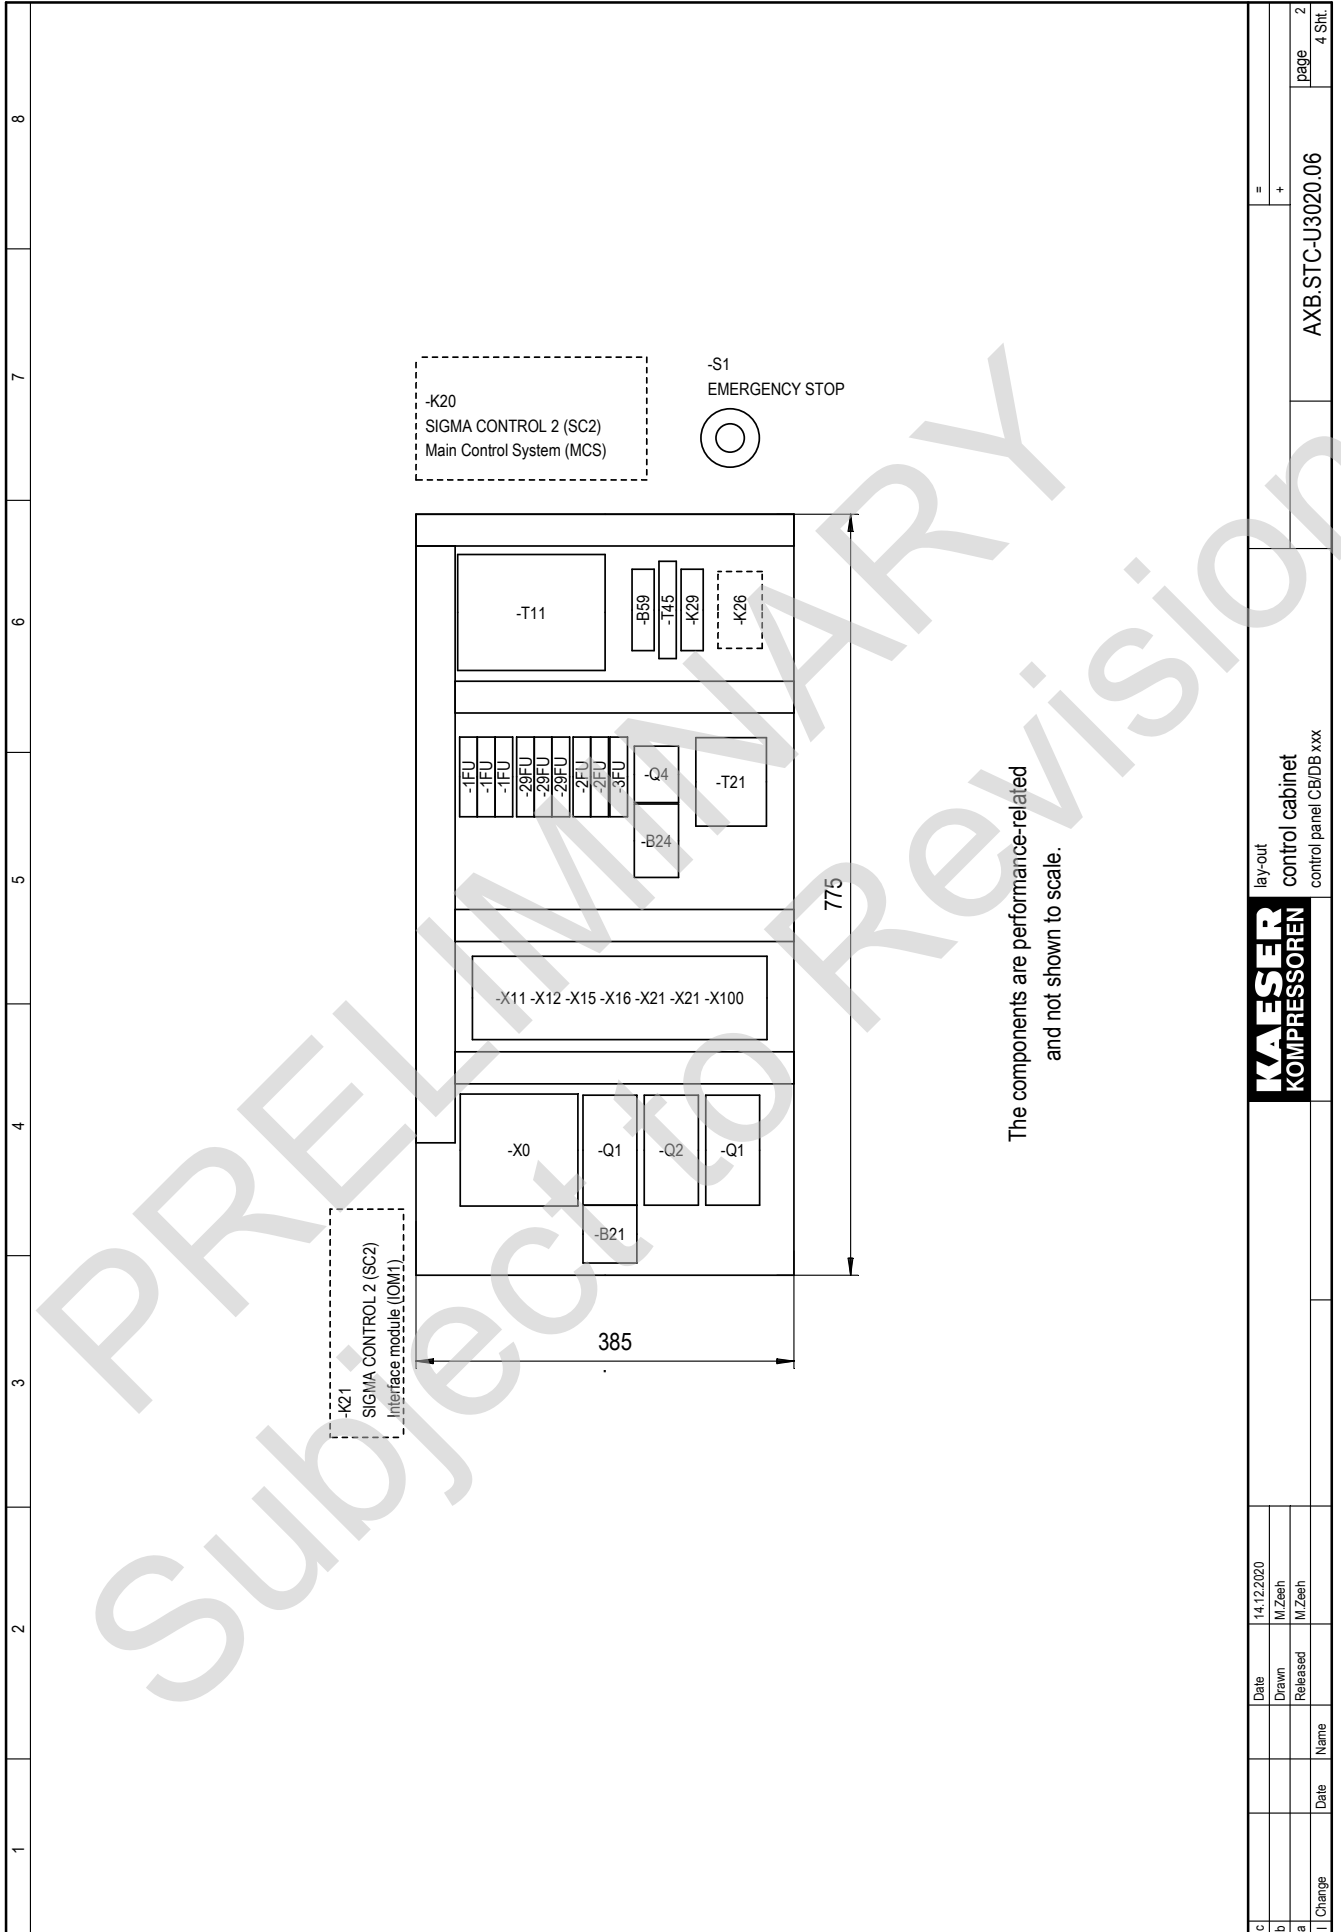 8
7
6
5
4
3
2
1
-K20
SIGMA CONTROL 2 (SC2)
Main Control System (MCS)
-S1
EMERGENCY STOP
-T11
-B59
-T45
-K29
-K26
-1FU
-1FU
-1FU
-29FU
-29FU
-29FU
-2FU
-2FU
-3FU
-Q4
-B24
-T21
-X11 -X12 -X15 -X16 -X21 -X21 -X100
-X0
-Q1
-Q2
-Q1
-B21
775
385
-K21
SIGMA CONTROL 2 (SC2)
Interface module (IOM1)
The components are performance-related
and not shown to scale.
PRELIMINARY
Subject to Revision
c
b
a
Change
Date
Name
Date
14.12.2020
Drawn
M.Zeeh
Released
M.Zeeh
KAESER
KOMPRESSOREN
lay-out
control cabinet
control panel CB/DB xxx
=
+
AXB.STC-U3020.06
page 2
4 Sht.